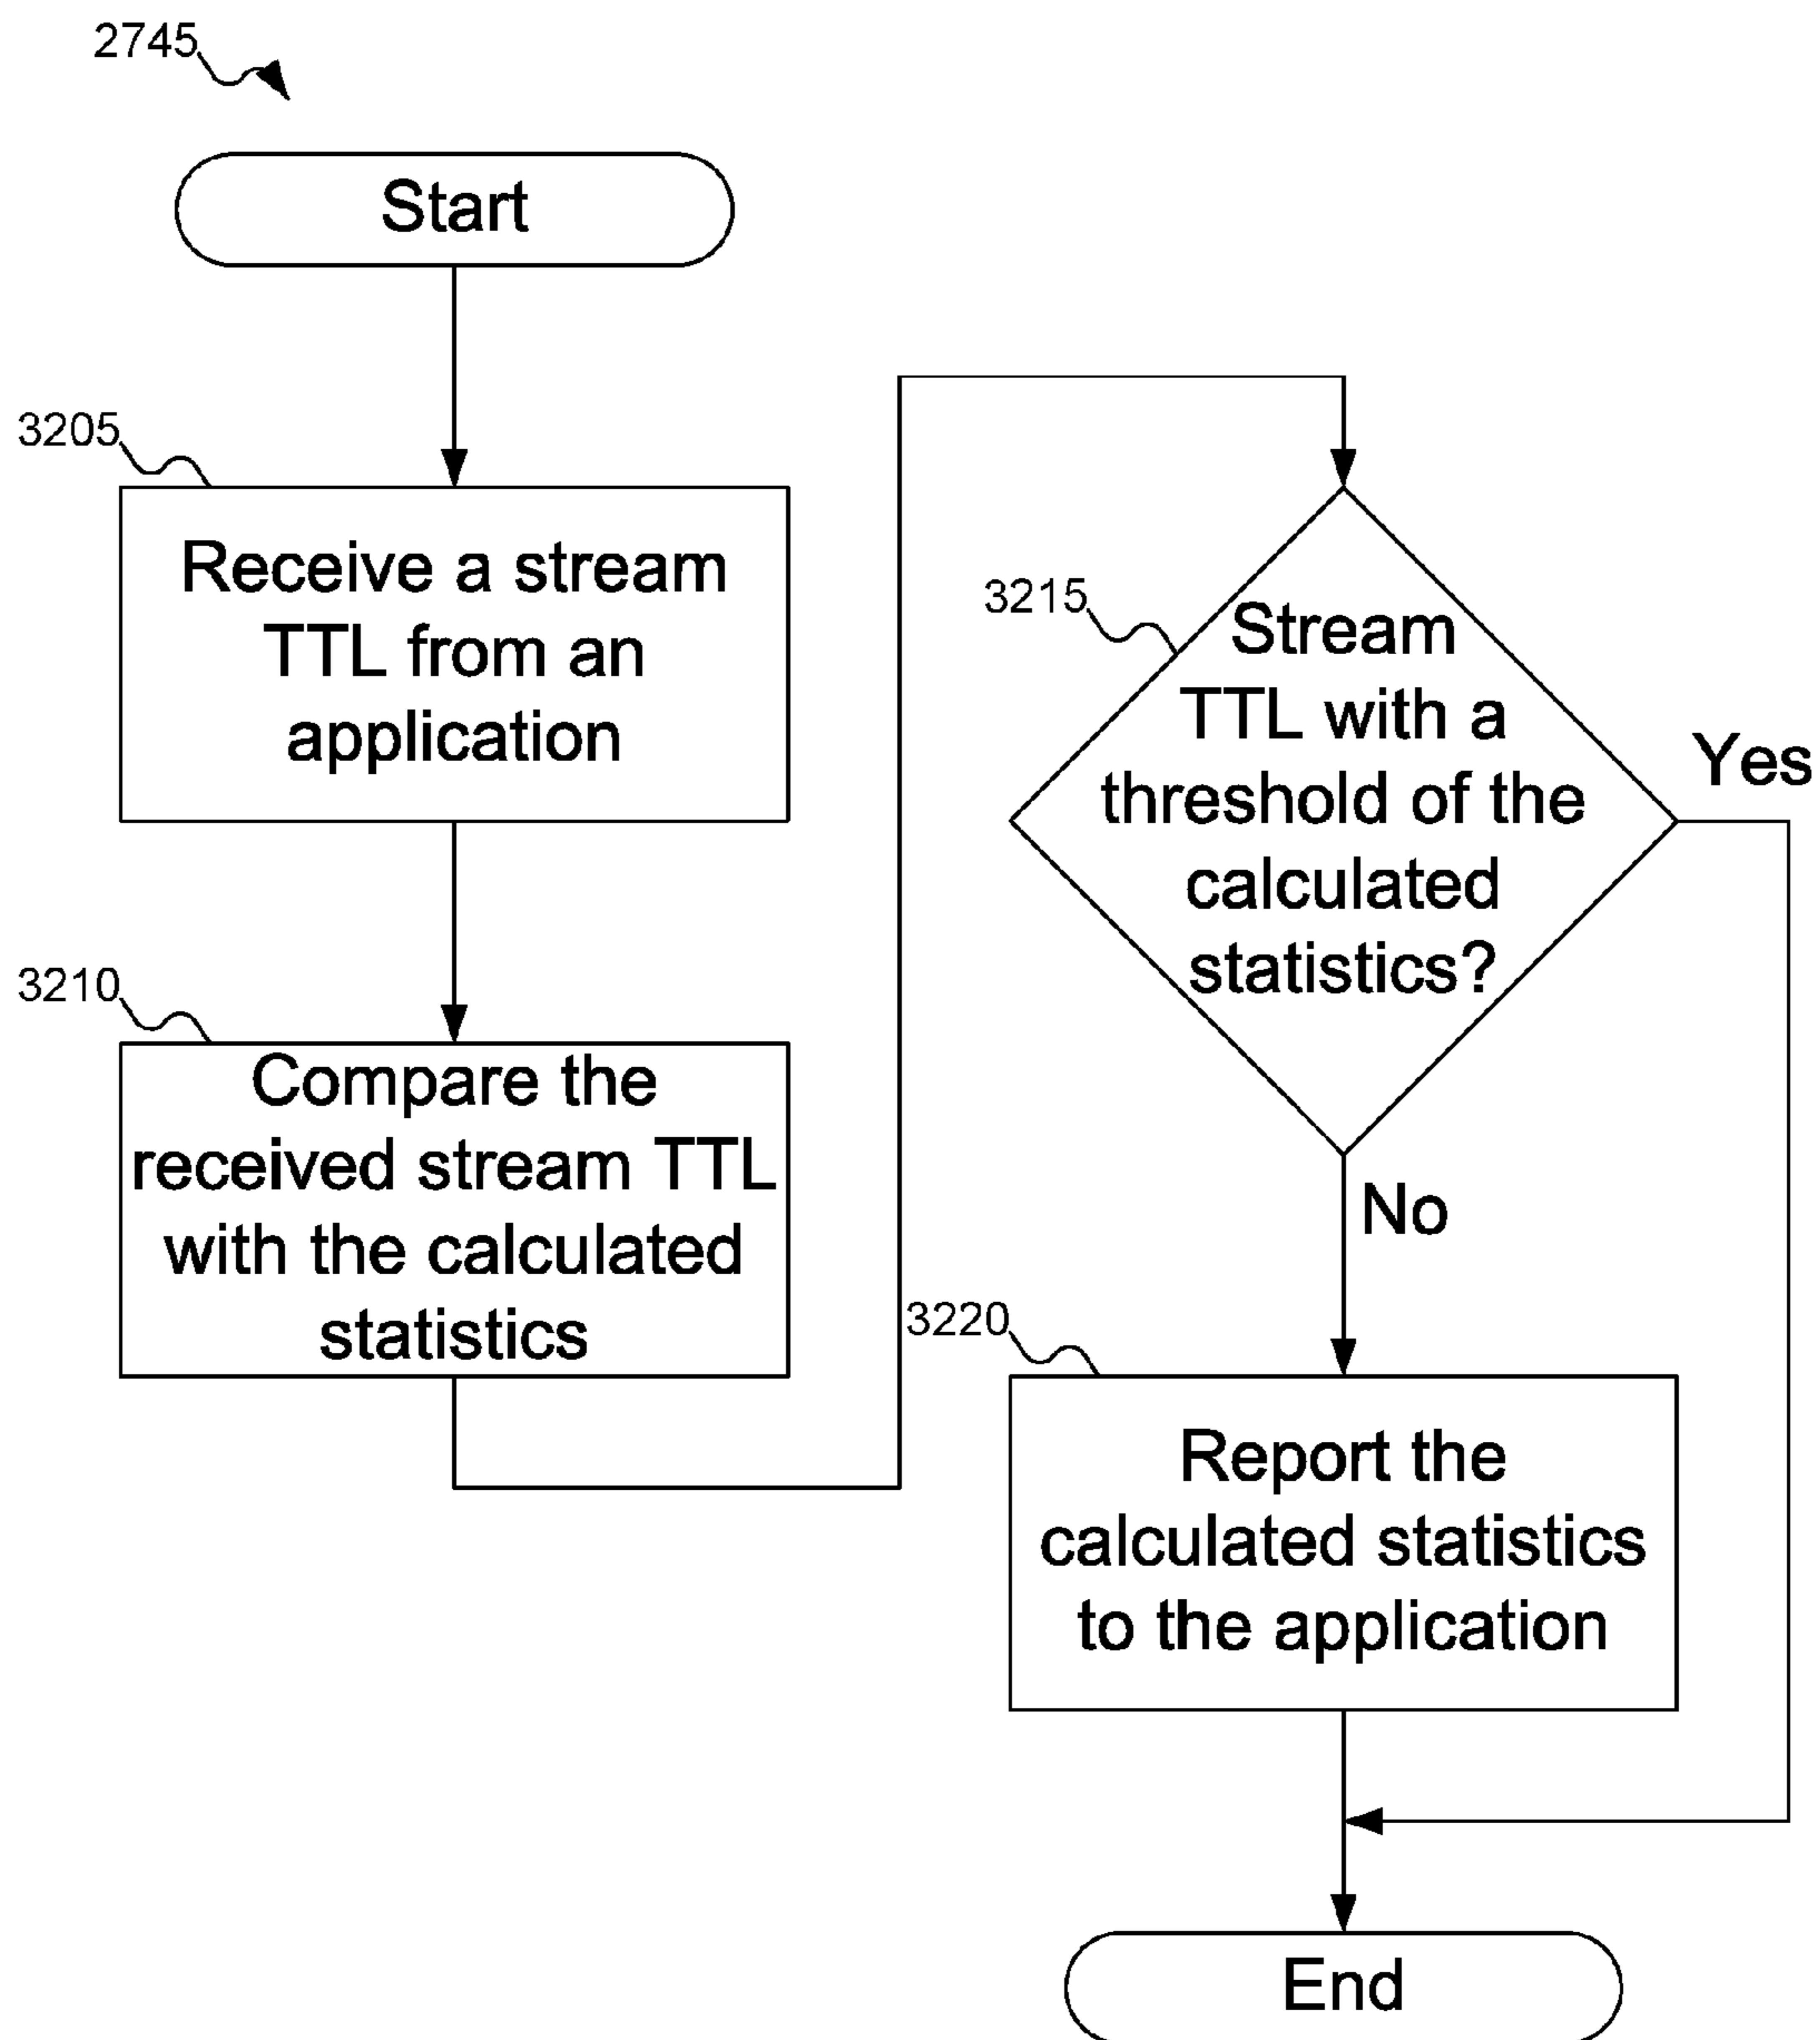 2745
Start
3205
Receive a stream
TTL from an
application
3210
Compare the
received stream TTL
with the calculated
statistics
3215
Stream
TTL with a
threshold of the
calculated
statistics?
Yes
No
3220
Report the
calculated statistics
to the application
End